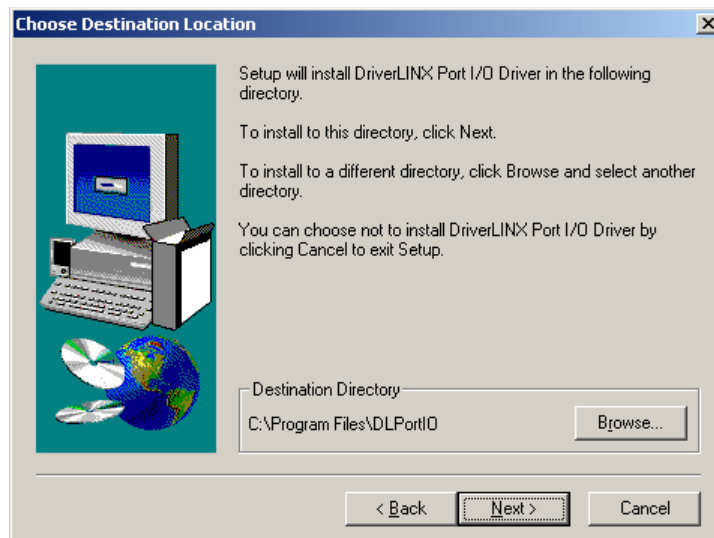 Choose Destination Location
Setup will install DriverLINX Port I/O Driver in the following
directory.
To install to this directory, click Next.
To install to a different directory, click Browse and select another
directory.
You can choose not to install DriverLINX Port I/O Driver by
clicking Cancel to exit Setup.
Destination Directory
C:\Program Files\DLPortIO
Browse...
< Back
Next >
Cancel